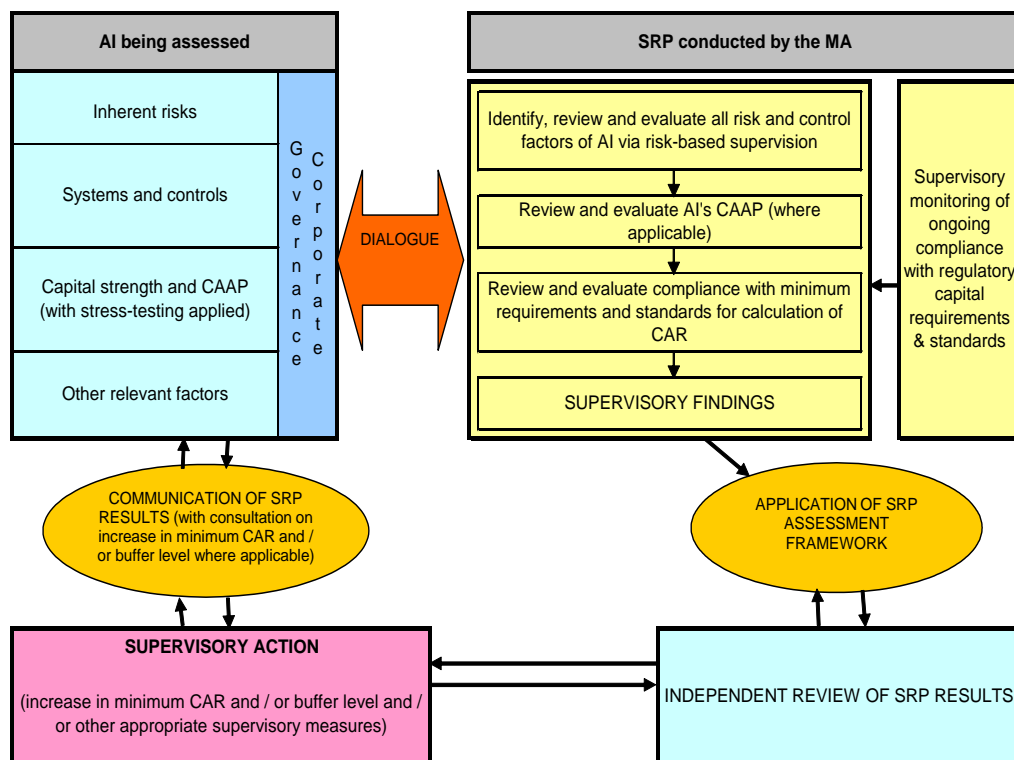 AI being assessed
SRP conducted by the MA
Inherent risks
Systems and controls
Capital strength and CAAP
(with stress-testing applied)
Other relevant factors
Corporate
Governance
DIALOGUE
Identify, review and evaluate all risk and control
factors of AI via risk-based supervision
Review and evaluate AI's CAAP (where
applicable)
Review and evaluate compliance with minimum
requirements and standards for calculation of
CAR
SUPERVISORY FINDINGS
Supervisory
monitoring of
ongoing
compliance
with regulatory
capital
requirements
& standards
COMMUNICATION OF SRP
RESULTS (with consultation on
increase in minimum CAR and /
or buffer level where applicable)
APPLICATION OF SRP
ASSESSMENT
FRAMEWORK
SUPERVISORY ACTION
(increase in minimum CAR and / or buffer level and /
or other appropriate supervisory measures)
INDEPENDENT REVIEW OF SRP RESULTS